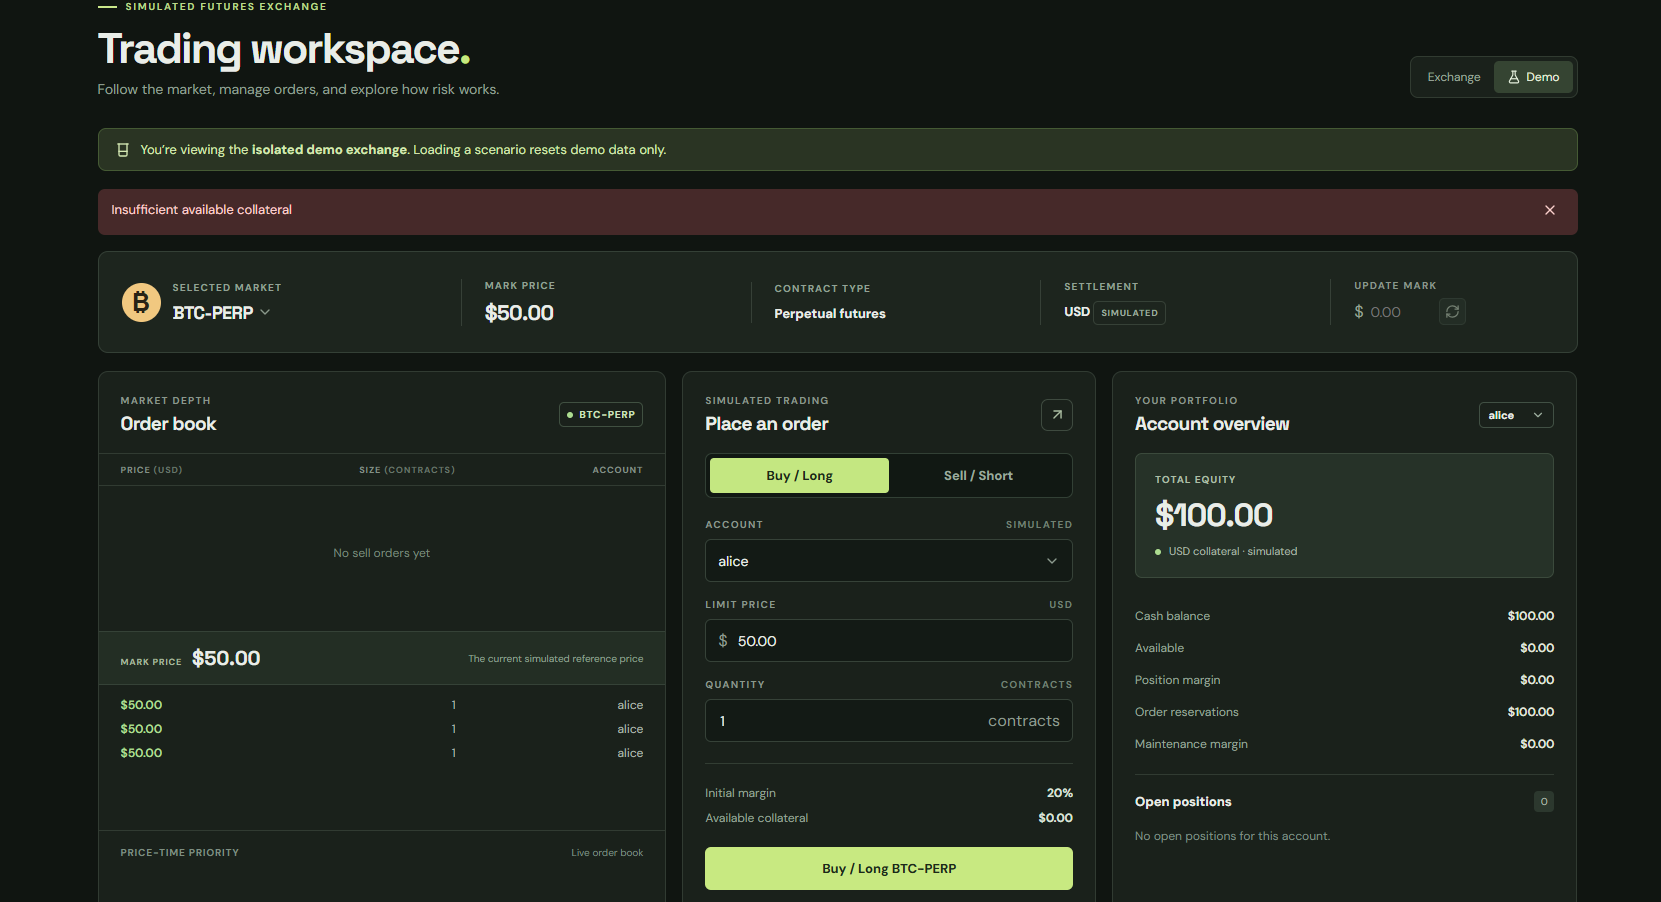 SIMULATED FUTURES EXCHANGE
Trading workspace.
Follow the market, manage orders, and explore how risk works.
Exchange
Demo
You're viewing the isolated demo exchange. Loading a scenario resets demo data only.
Insufficient available collateral
SELECTED MARKET
BTC-PERP
MARK PRICE
$50.00
CONTRACT TYPE
Perpetual futures
SETTLEMENT
USD SIMULATED
UPDATE MARK
$ 0.00
MARKET DEPTH
Order book
BTC-PERP
PRICE (USD) SIZE (CONTRACTS) ACCOUNT
No sell orders yet
MARK PRICE $50.00 The current simulated reference price
$50.00 1 alice
$50.00 1 alice
$50.00 1 alice
PRICE-TIME PRIORITY Live order book
SIMULATED TRADING
Place an order
Buy / Long Sell / Short
ACCOUNT SIMULATED
alice
LIMIT PRICE USD
$ 50.00
QUANTITY CONTRACTS
1 contracts
Initial margin 20%
Available collateral $0.00
Buy / Long BTC-PERP
YOUR PORTFOLIO
Account overview
alice
TOTAL EQUITY
$100.00
USD collateral · simulated
Cash balance $100.00
Available $0.00
Position margin $0.00
Order reservations $100.00
Maintenance margin $0.00
Open positions 0
No open positions for this account.